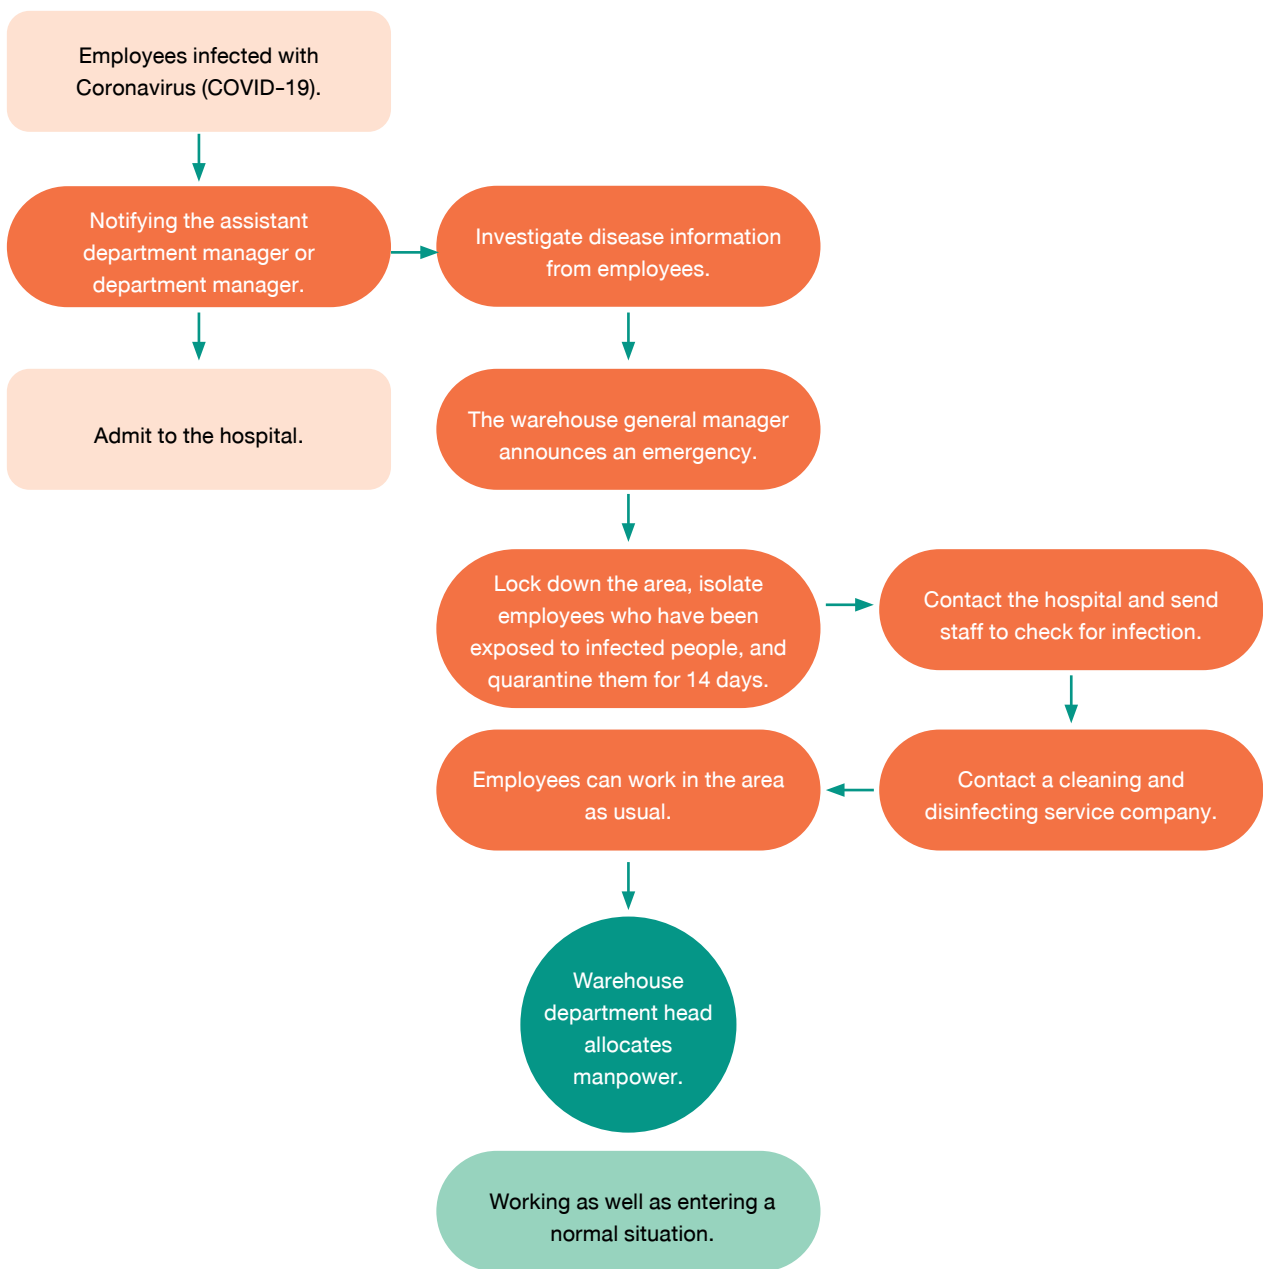 Employees infected with
Coronavirus (COVID-19).
Notifying the assistant
department manager or
department manager.
Investigate disease information
from employees.
Admit to the hospital.
The warehouse general manager
announces an emergency.
Lock down the area, isolate
employees who have been
exposed to infected people, and
quarantine them for 14 days.
Contact the hospital and send
staff to check for infection.
Employees can work in the area
as usual.
Contact a cleaning and
disinfecting service company.
Warehouse
department head
allocates
manpower.
Working as well as entering a
normal situation.